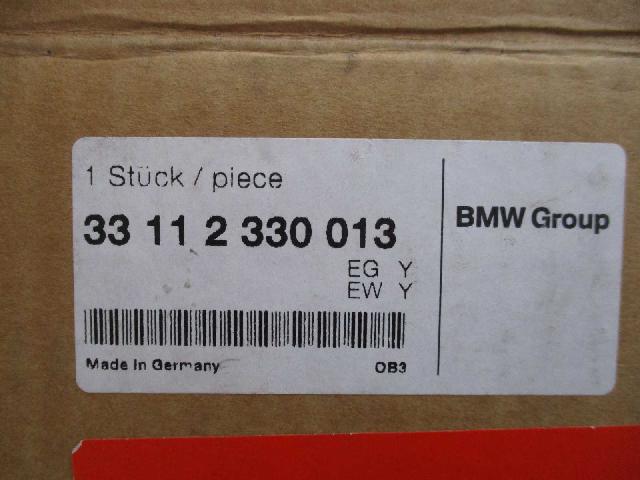 1 Stück / piece
33 11 2 330 013
EG Y
EW Y
Made In Germany
OB3
BMW Group